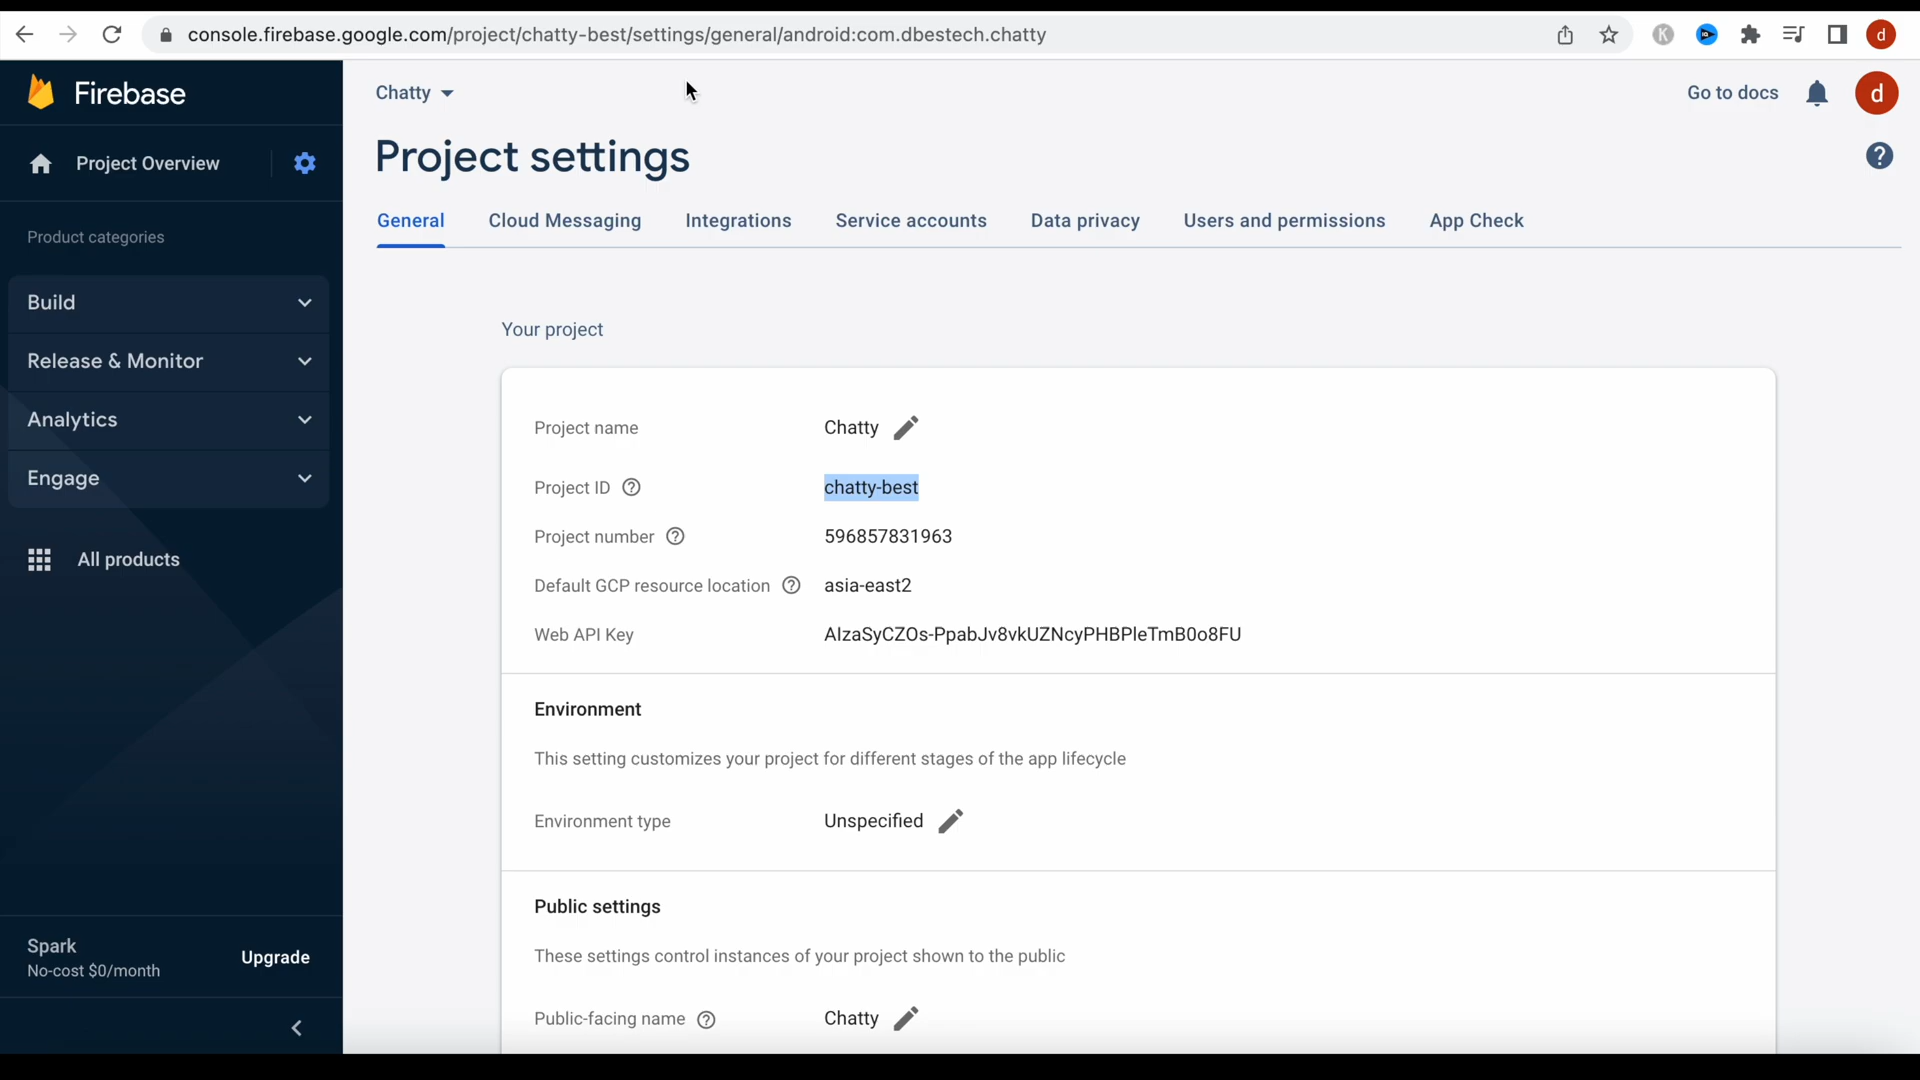 console.firebase.google.com/project/chatty-best/settings/general/android:com.dbestech.chatty
K
d
Firebase
Chatty
Go to docs
d
Project Overview
Project settings
General Cloud Messaging Integrations Service accounts Data privacy Users and permissions App Check
Product categories
Build
Release & Monitor
Analytics
Engage
All products
Your project
Project name Chatty
Project ID chatty-best
Project number 596857831963
Default GCP resource location asia-east2
Web API Key AIzaSyCZOs-PpabJv8vkUZNcyPHBPleTmB0o8FU
Environment
This setting customizes your project for different stages of the app lifecycle
Environment type Unspecified
Public settings
These settings control instances of your project shown to the public
Public-facing name Chatty
Spark
No-cost $0/month
Upgrade